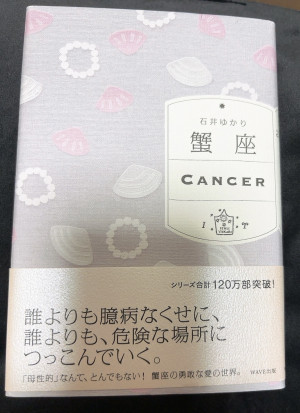 石井ゆかり
蟹座
CANCER
I T
シリーズ合計120万部突破!
誰よりも臆病なくせに、
誰よりも、危険な場所に
つっこんでいく。
「母性的」なんて、とんでもない! 蟹座の勇敢な愛の世界。
WAVE出版